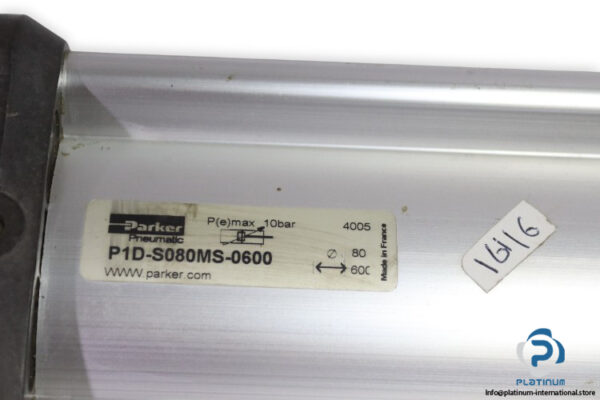 Parker
Pneumatic
P(e)max 10bar
4005
P1D-S080MS-0600
www.parker.com
Ø 80
600
Made in France
PLATINUM
info@platinum-international.store